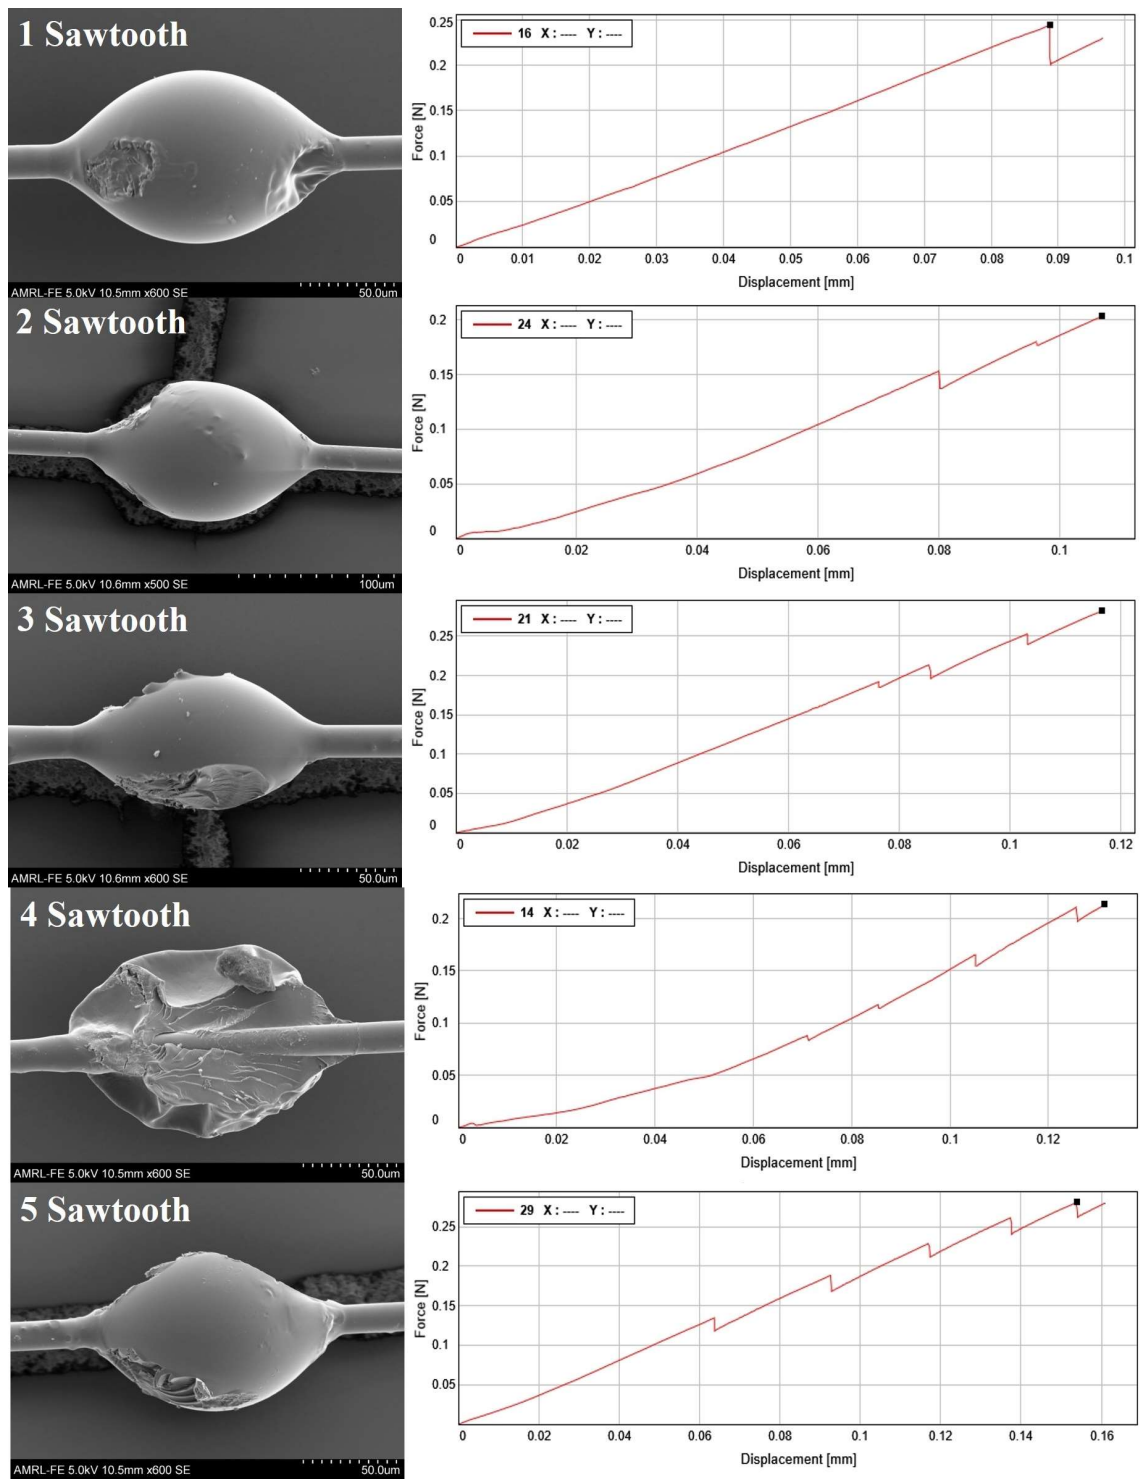 1 Sawtooth
AMRL-FE 5.0kV 10.5mm x600 SE 50.0um
0.25
0.2
0.15
0.1
0.05
0
Force [N]
16 X : ---- Y : ----
0 0.01 0.02 0.03 0.04 0.05 0.06 0.07 0.08 0.09 0.1
Displacement [mm]
2 Sawtooth
AMRL-FE 5.0kV 10.6mm x500 SE 100um
0.2
0.15
0.1
0.05
0
Force [N]
24 X : ---- Y : ----
0 0.02 0.04 0.06 0.08 0.1
Displacement [mm]
3 Sawtooth
AMRL-FE 5.0kV 10.6mm x600 SE 50.0um
0.25
0.2
0.15
0.1
0.05
0
Force [N]
21 X : ---- Y : ----
0 0.02 0.04 0.06 0.08 0.1 0.12
Displacement [mm]
4 Sawtooth
AMRL-FE 5.0kV 10.5mm x600 SE 50.0um
0.2
0.15
0.1
0.05
0
Force [N]
14 X : ---- Y : ----
0 0.02 0.04 0.06 0.08 0.1 0.12
Displacement [mm]
5 Sawtooth
AMRL-FE 5.0kV 10.5mm x600 SE 50.0um
0.25
0.2
0.15
0.1
0.05
Force [N]
29 X : ---- Y : ----
0 0.02 0.04 0.06 0.08 0.1 0.12 0.14 0.16
Displacement [mm]